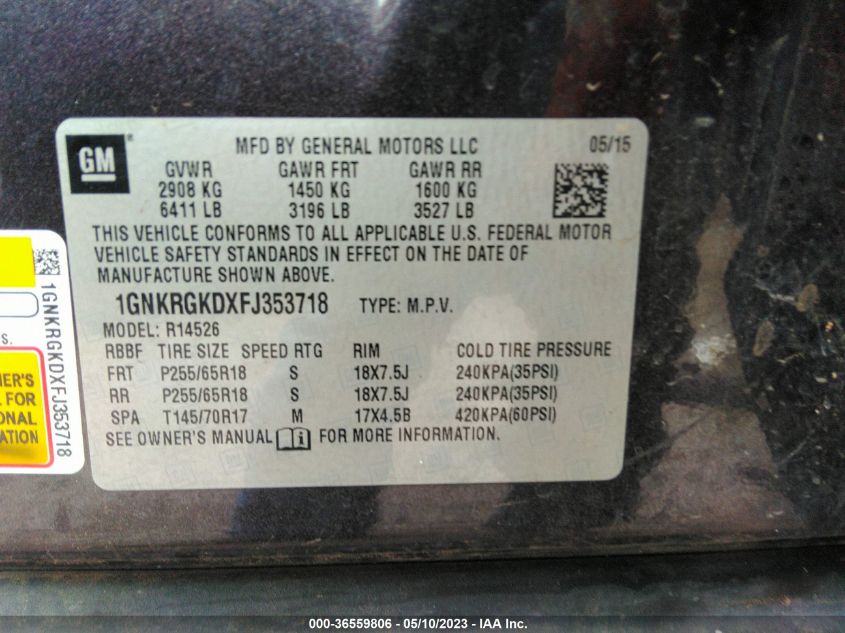 GM
MFD BY GENERAL MOTORS LLC 05/15
GVWR GAWR FRT GAWR RR
2908 KG 1450 KG 1600 KG
6411 LB 3196 LB 3527 LB
THIS VEHICLE CONFORMS TO ALL APPLICABLE U.S. FEDERAL MOTOR
VEHICLE SAFETY STANDARDS IN EFFECT ON THE DATE OF
MANUFACTURE SHOWN ABOVE.
1GNKRGKDXFJ353718 TYPE: M.P.V.
MODEL: R14526
RBBF TIRE SIZE SPEED RTG RIM COLD TIRE PRESSURE
FRT P255/65R18 S 18X7.5J 240KPA(35PSI)
RR P255/65R18 S 18X7.5J 240KPA(35PSI)
SPA T145/70R17 M 17X4.5B 420KPA(60PSI)
SEE OWNER'S MANUAL i FOR MORE INFORMATION.
1GNKRGKDXFJ353718
S.
NER'S
L FOR
ONAL
ATION
000-36559806 - 05/10/2023 - IAA Inc.